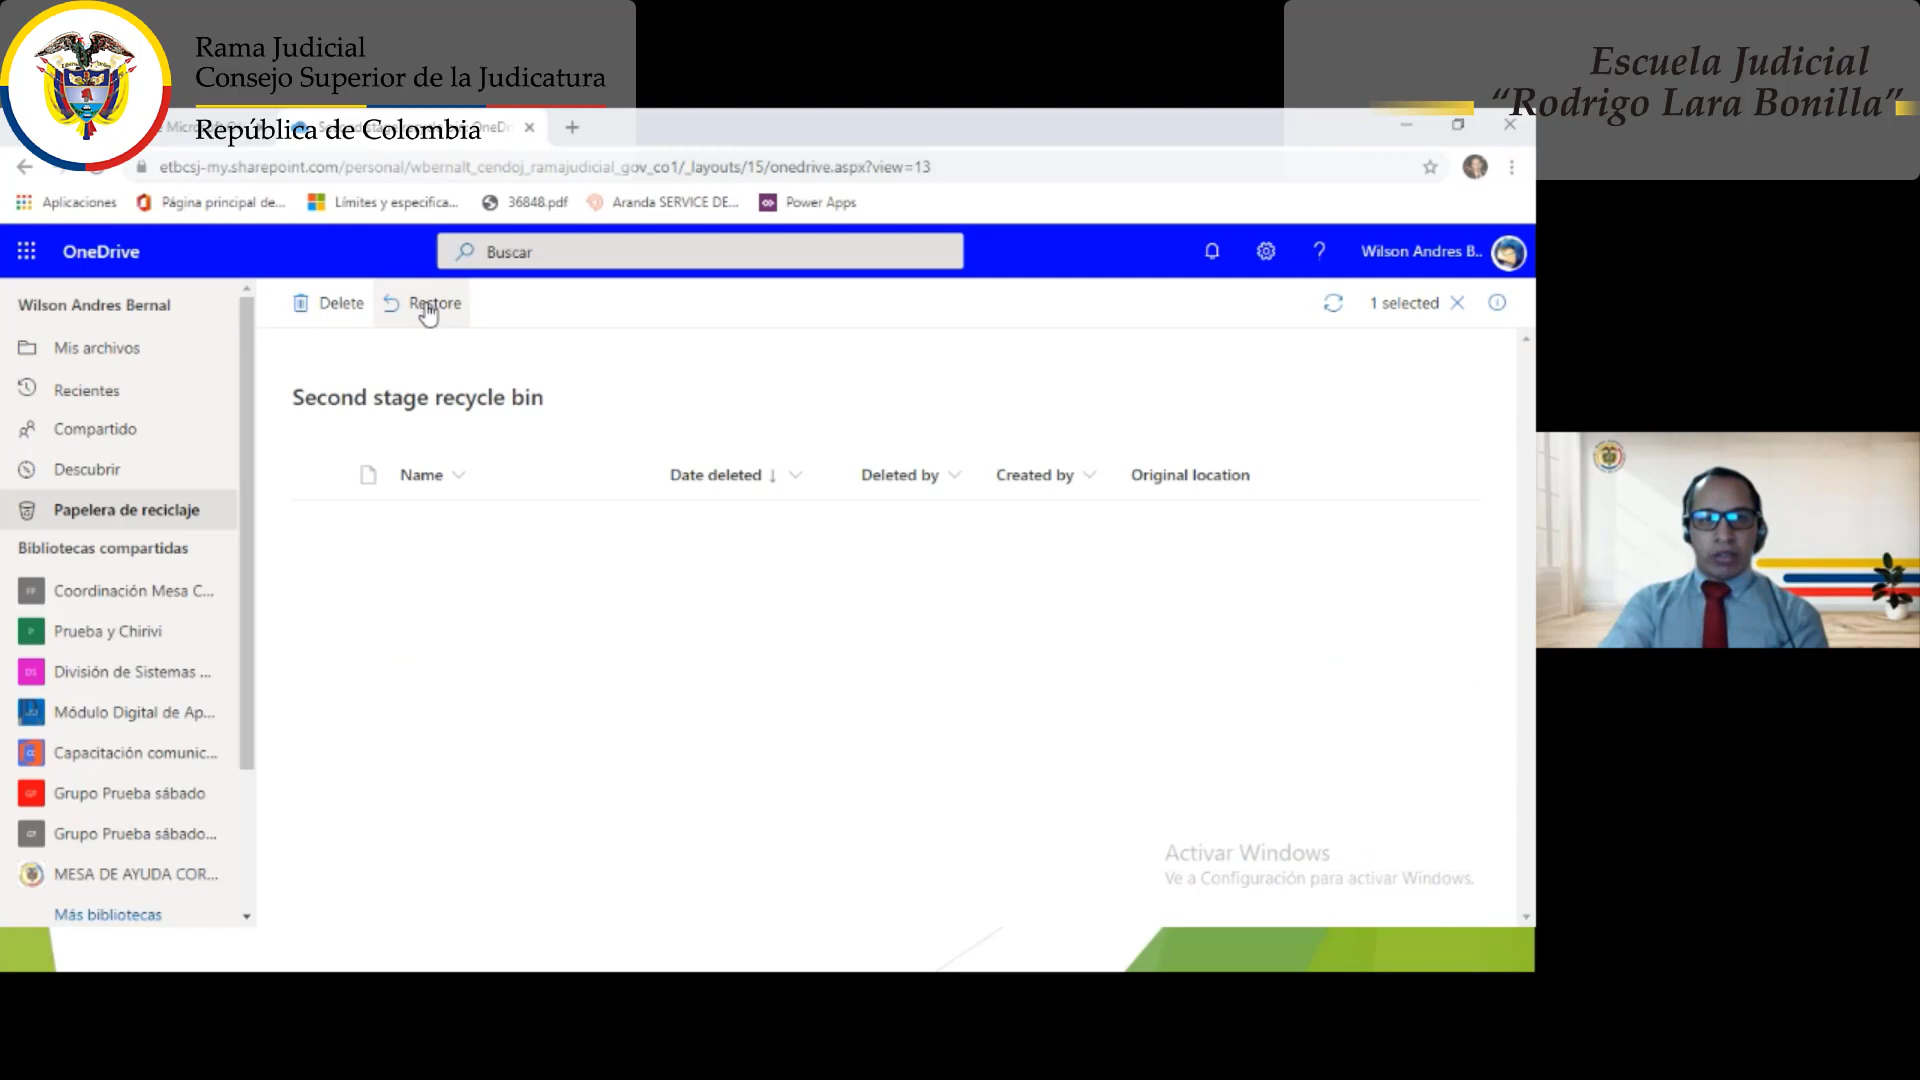 Rama Judicial
Consejo Superior de la Judicatura
República de Colombia
Escuela Judicial
“Rodrigo Lara Bonilla”
etbcsj-my.sharepoint.com/personal/wbernalt_cendoj_ramajudicial_gov_co1/_layouts/15/onedrive.aspx?view=13
Aplicaciones Página principal de... Límites y especifica... 36848.pdf Aranda SERVICE DE... Power Apps
OneDrive Buscar Wilson Andres B..
Wilson Andres Bernal
Delete Restore 1 selected
Mis archivos
Recientes
Compartido
Descubrir
Papelera de reciclaje
Bibliotecas compartidas
Coordinación Mesa C...
Prueba y Chirivi
División de Sistemas ...
Módulo Digital de Ap...
Capacitación comunic...
Grupo Prueba sábado
Grupo Prueba sábado...
MESA DE AYUDA COR...
Más bibliotecas
Second stage recycle bin
Name Date deleted Deleted by Created by Original location
Activar Windows
Ve a Configuración para activar Windows.